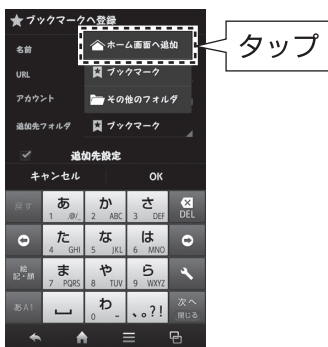 ブックマークへ登録
名前
ホーム画面へ追加
タップ
URL
ブックマーク
アカウント
その他のフォルダ
追加先フォルダ
ブックマーク
追加先設定
キャンセル
OK
戻す
あ
1 .@/_
か
2 ABC
さ
3 DEF
DEL
た
4 GHI
な
5 JKL
は
6 MNO
絵
記・顔
ま
7 PQRS
や
8 TUV
ら
9 WXYZ
あA1
わ
0 -
、。?!
次へ
閉じる